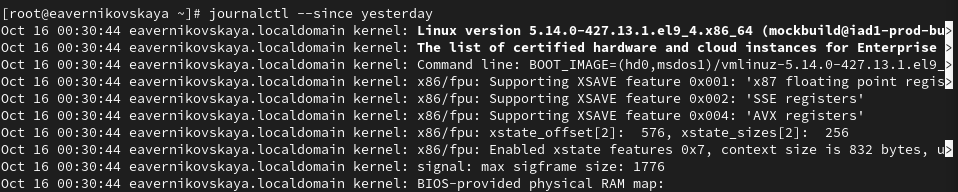 [root@eavernikovskaya ~]# journalctl --since yesterday
Oct 16 00:30:44 eavernikovskaya.localdomain kernel: Linux version 5.14.0-427.13.1.el9_4.x86_64 (mockbuild@iad1-prod-bu>
Oct 16 00:30:44 eavernikovskaya.localdomain kernel: The list of certified hardware and cloud instances for Enterprise >
Oct 16 00:30:44 eavernikovskaya.localdomain kernel: Command line: BOOT_IMAGE=(hd0,msdos1)/vmlinuz-5.14.0-427.13.1.el9_>
Oct 16 00:30:44 eavernikovskaya.localdomain kernel: x86/fpu: Supporting XSAVE feature 0x001: 'x87 floating point regis>
Oct 16 00:30:44 eavernikovskaya.localdomain kernel: x86/fpu: Supporting XSAVE feature 0x002: 'SSE registers'
Oct 16 00:30:44 eavernikovskaya.localdomain kernel: x86/fpu: Supporting XSAVE feature 0x004: 'AVX registers'
Oct 16 00:30:44 eavernikovskaya.localdomain kernel: x86/fpu: xstate_offset[2]:  576, xstate_sizes[2]:  256
Oct 16 00:30:44 eavernikovskaya.localdomain kernel: x86/fpu: Enabled xstate features 0x7, context size is 832 bytes, u>
Oct 16 00:30:44 eavernikovskaya.localdomain kernel: signal: max sigframe size: 1776
Oct 16 00:30:44 eavernikovskaya.localdomain kernel: BIOS-provided physical RAM map: